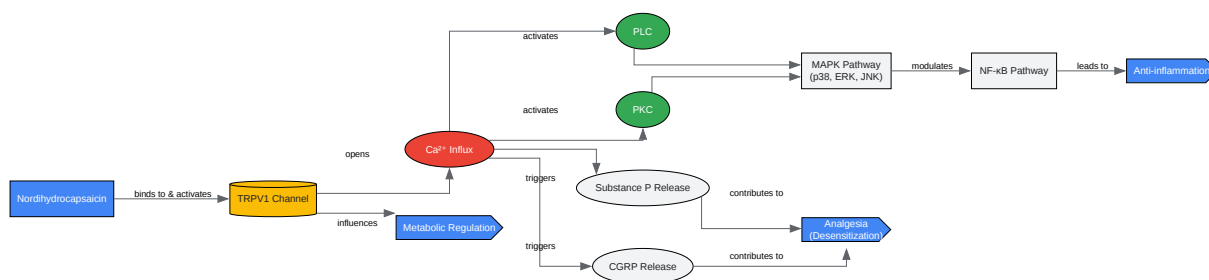 PLC
activates
MAPK Pathway
(p38, ERK, JNK)
modulates
NF-κB Pathway
leads to
Anti-inflammation
activates
PKC
opens
Ca²⁺ Influx
triggers
Substance P Release
contributes to
Nordihydrocapsaicin
binds to & activates
TRPV1 Channel
influences
Metabolic Regulation
Analgesia
(Desensitization)
triggers
CGRP Release
contributes to